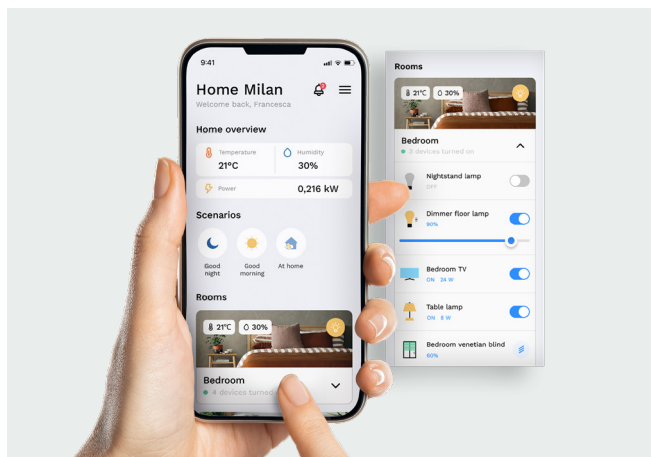 9:41
Home Milan
Welcome back, Francesca
Home overview
Temperature
21°C
Humidity
30%
Power
0,216 kW
Scenarios
Good
night
Good
morning
At home
Rooms
21°C
30%
Bedroom
4 devices turned
Rooms
21°C
30%
Bedroom
3 devices turned on
Nightstand lamp
OFF
Dimmer floor lamp
90%
Bedroom TV
ON 24 W
Table lamp
ON 8 W
Bedroom venetian blind
60%